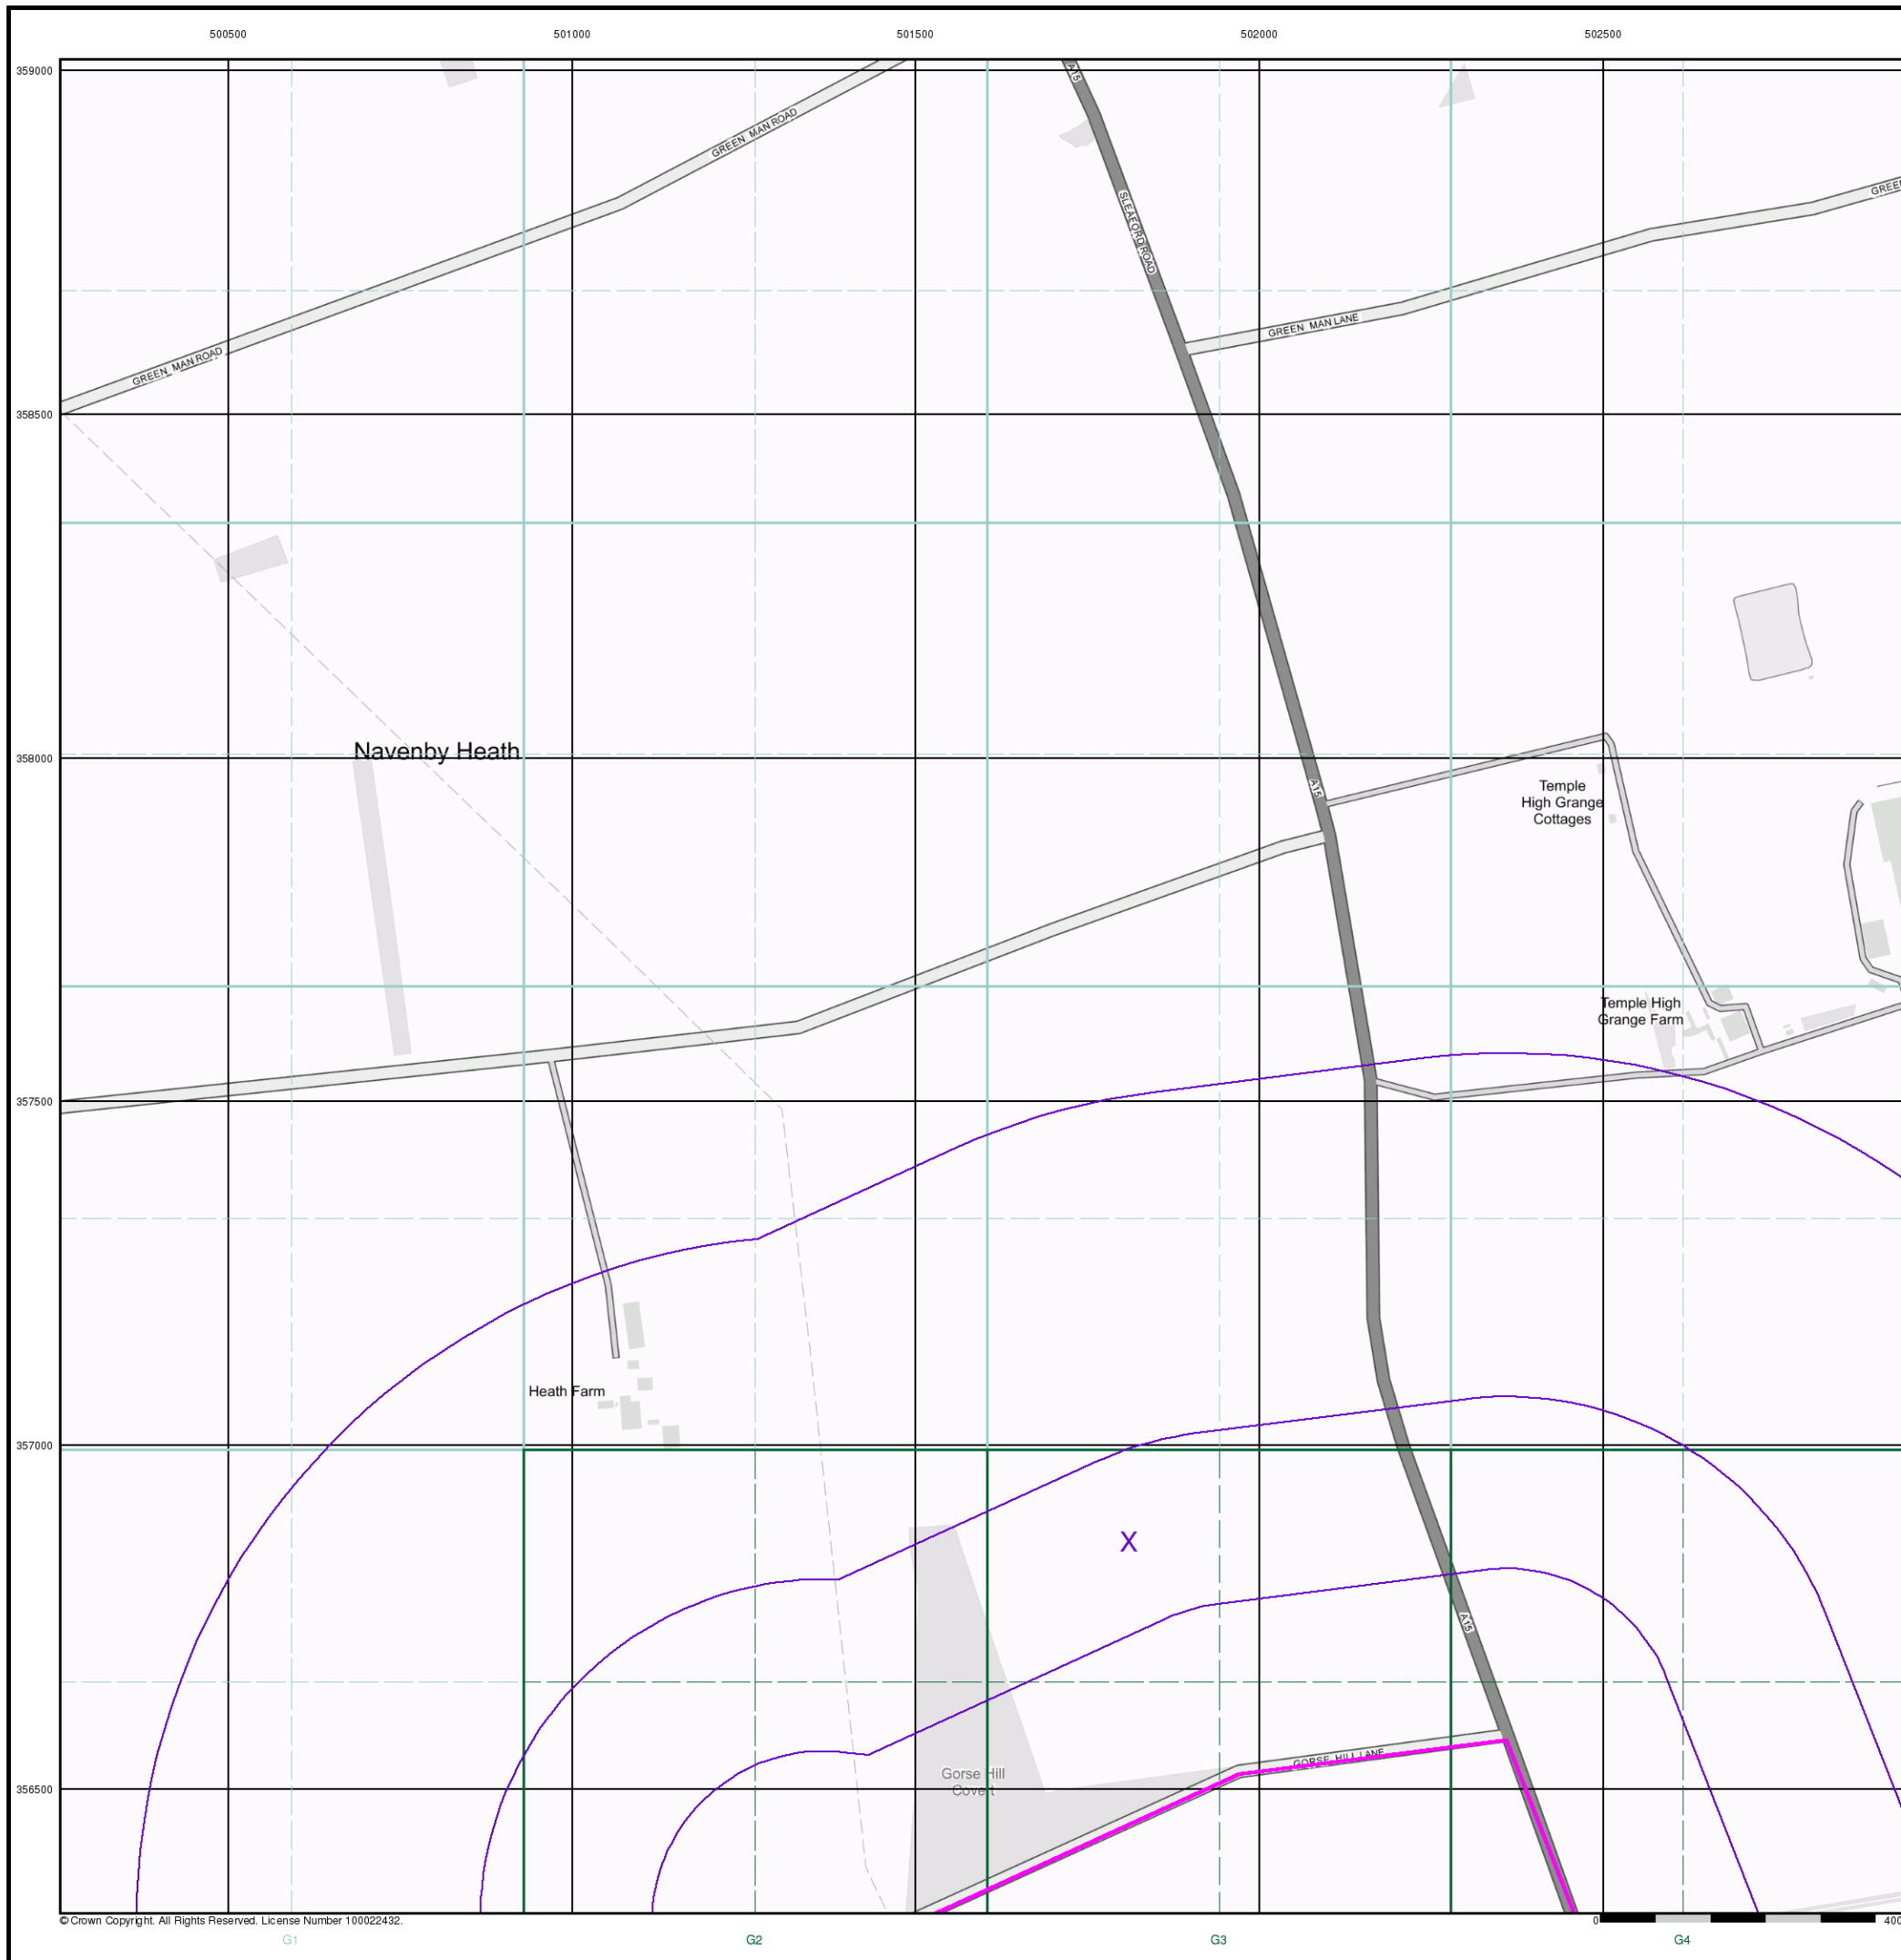 500500 501000 501500 502000 502500
359000
A15
GREEN MAN ROAD
SLEAFORD ROAD
GREEN
GREEN MAN LANE
GREEN MAN ROAD
358500
Navenby Heath
358000
A15
Temple
High Grange
Cottages
Temple High
Grange Farm
357500
Heath Farm
357000
X
A15
GORSE HILL LANE
Gorse Hill
Covert
356500
© Crown Copyright. All Rights Reserved. License Number 100022432.
0 400
G1 G2 G3 G4